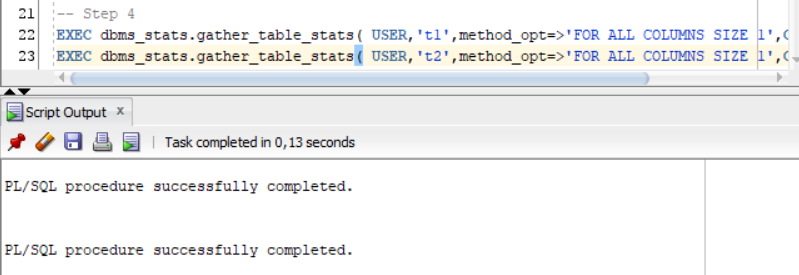 21 -- Step 4
22 EXEC dbms_stats.gather_table_stats( USER,'t1',method_opt=>'FOR ALL COLUMNS SIZE 1',
23 EXEC dbms_stats.gather_table_stats( USER,'t2',method_opt=>'FOR ALL COLUMNS SIZE 1',
Script Output x
Task completed in 0,13 seconds
PL/SQL procedure successfully completed.
PL/SQL procedure successfully completed.